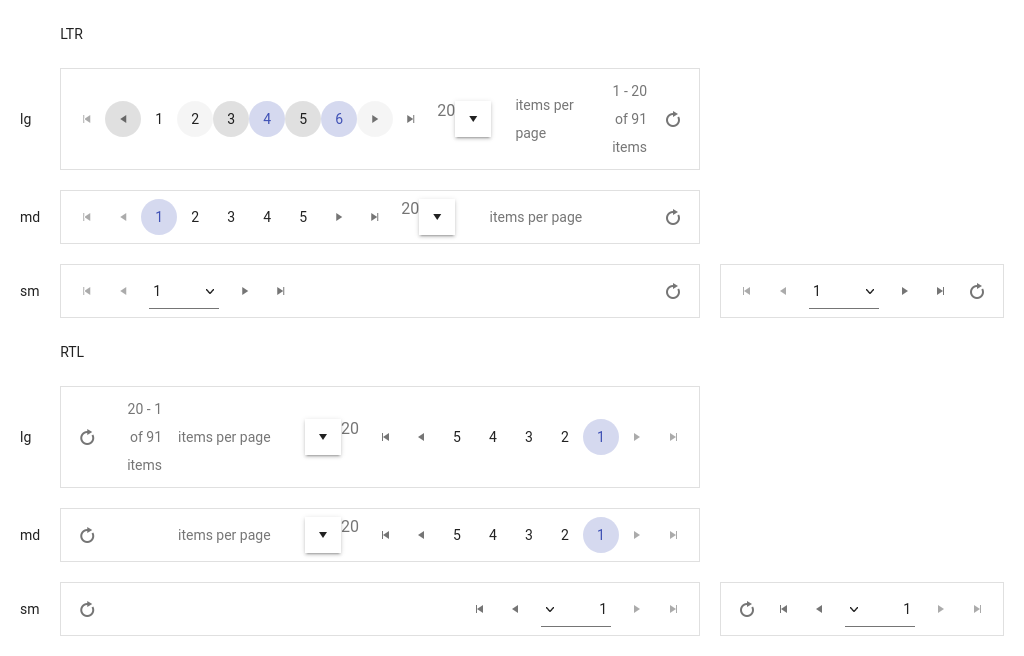 LTR
lg
1 2 3 4 5 6 20 items per page 1 - 20 of 91 items
md
1 2 3 4 5 20 items per page
sm
1
1
RTL
lg
20 - 1 of 91 items items per page 20 5 4 3 2 1
md
items per page 20 5 4 3 2 1
sm
1
1